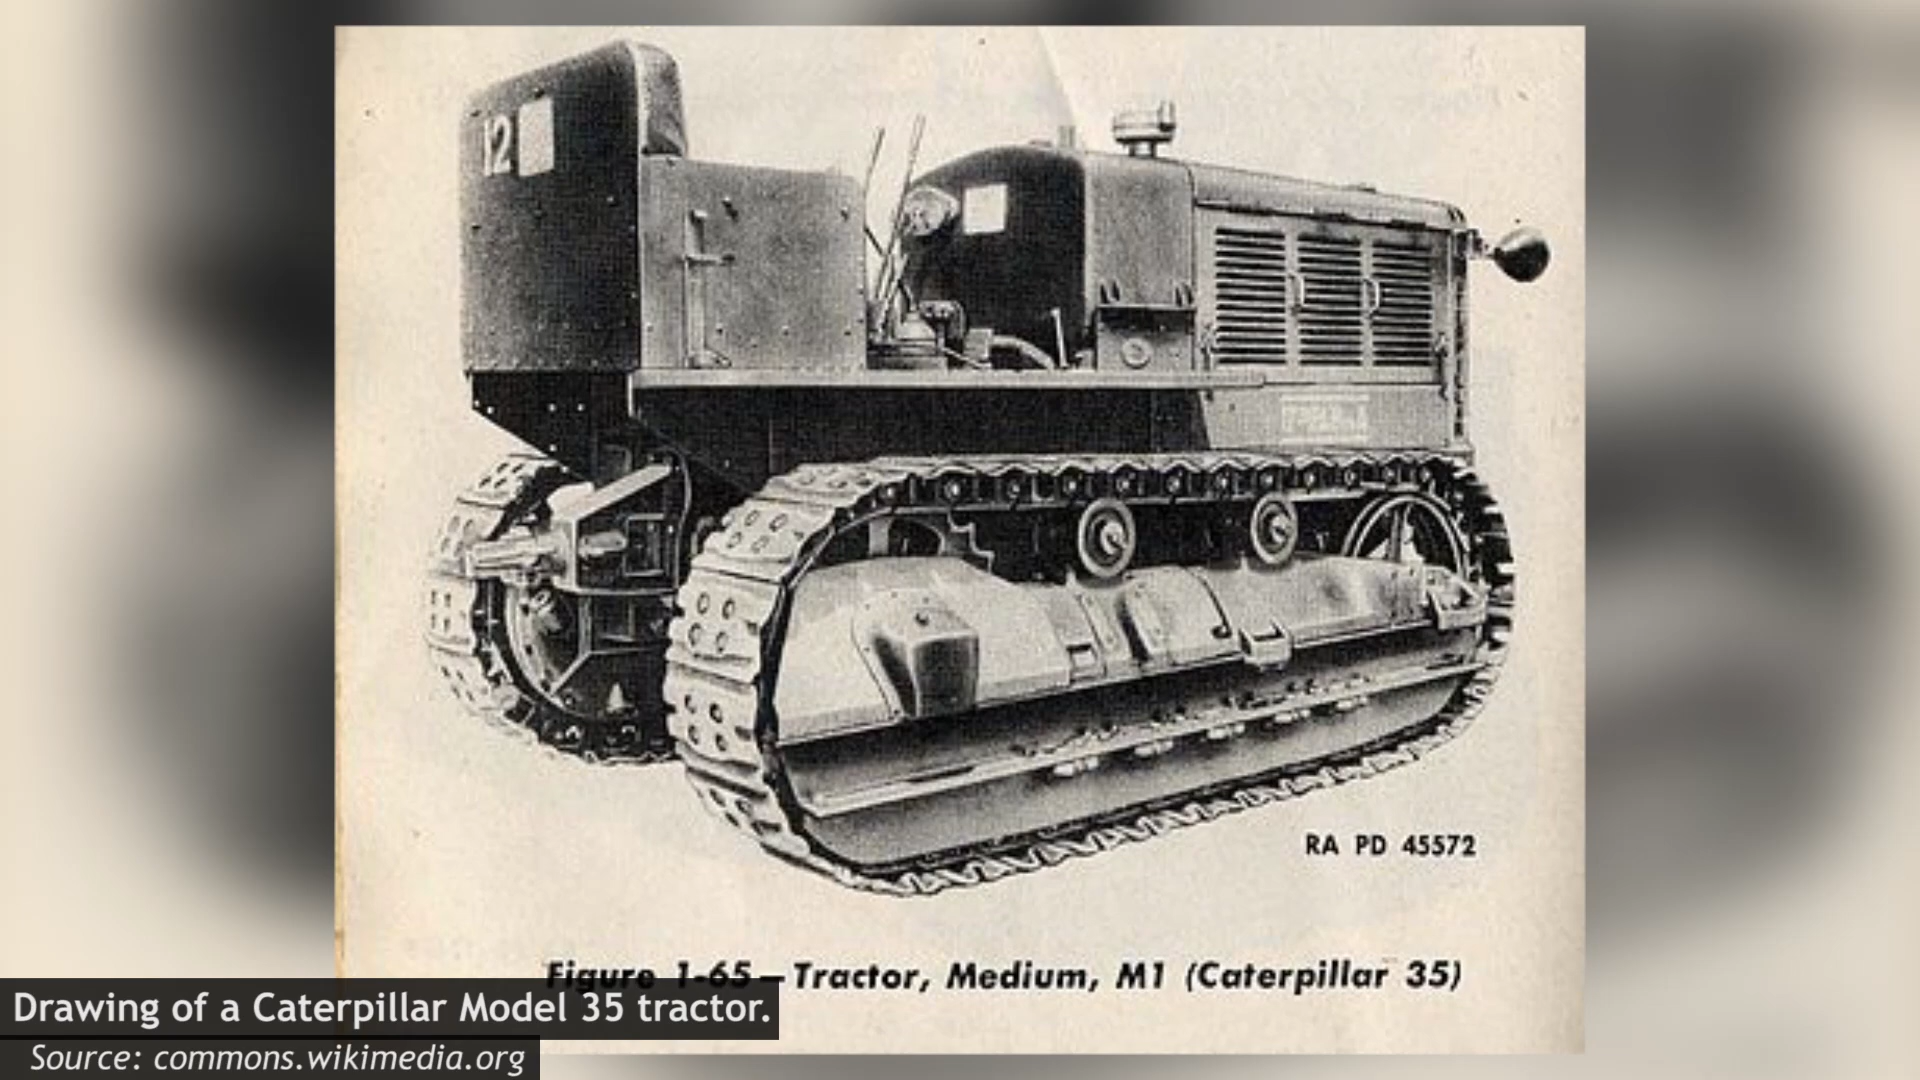 12
RA PD 45572
Figure 1-65—Tractor, Medium, M1 (Caterpillar 35)
Drawing of a Caterpillar Model 35 tractor.
Source: commons.wikimedia.org